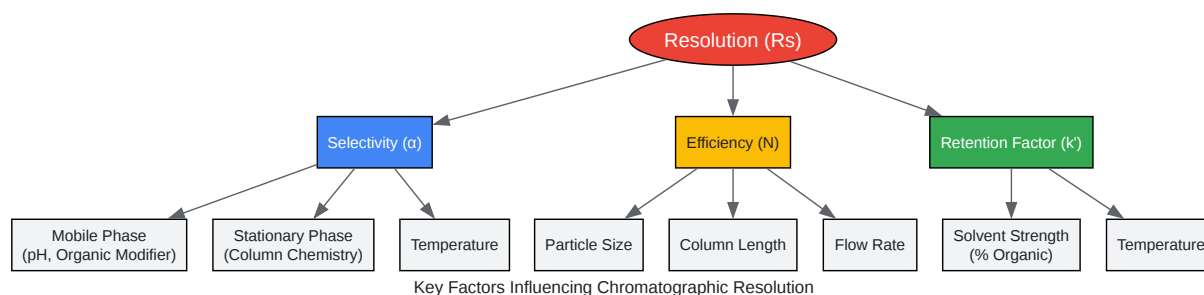 Resolution (Rs)
Selectivity (α)
Efficiency (N)
Retention Factor (k')
Mobile Phase
(pH, Organic Modifier)
Stationary Phase
(Column Chemistry)
Temperature
Particle Size
Column Length
Flow Rate
Solvent Strength
(% Organic)
Temperature
Key Factors Influencing Chromatographic Resolution